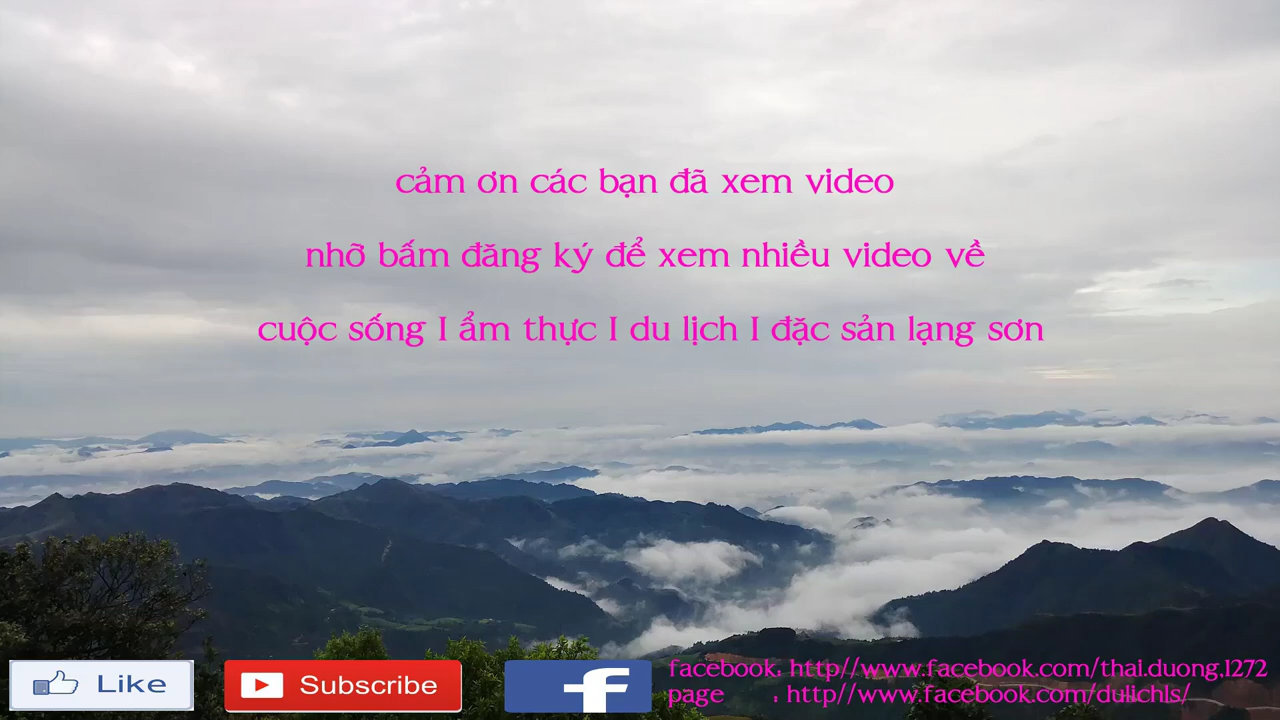 cảm ơn các bạn đã xem video
nhỡ bấm đăng ký để xem nhiều video về
cuộc sống I ẩm thực I du lịch I đặc sản lạng sơn
Like
Subscribe
f
facebook: http//www.facebook.com/thai.duong,1272
page : http//www.facebook.com/dulichls/